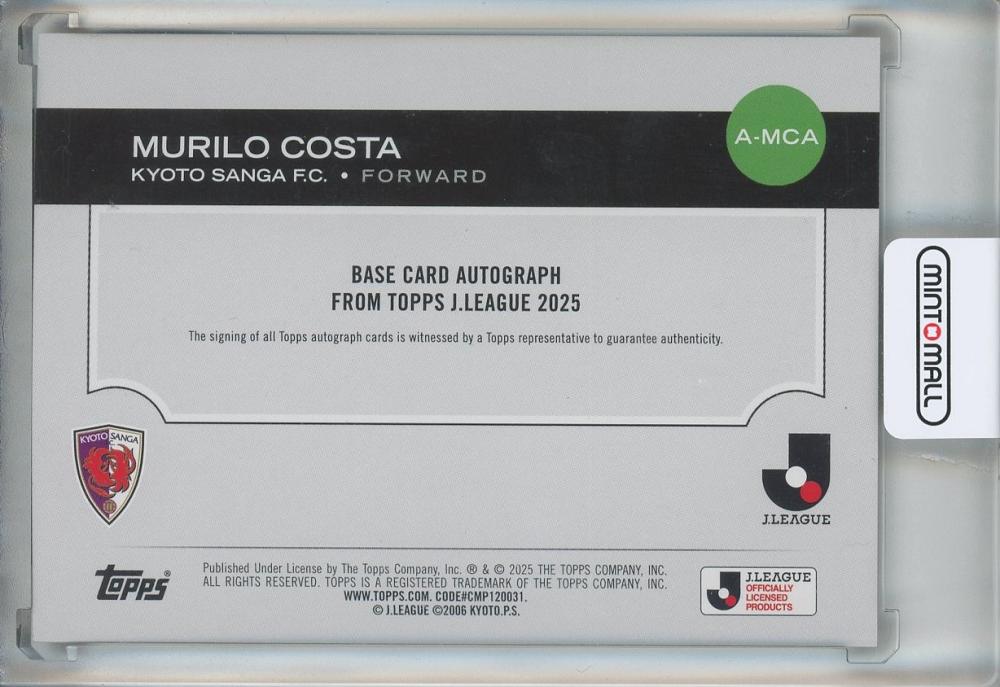 MURILO COSTA
KYOTO SANGA F.C. • FORWARD
A-MCA
BASE CARD AUTOGRAPH
FROM TOPPS J.LEAGUE 2025
The signing of all Topps autograph cards is witnessed by a Topps representative to guarantee authenticity.
MINTMALL
KYOTO SANGA
F.C.
J.LEAGUE
topps®
Published Under License by The Topps Company, Inc. ® & © 2025 THE TOPPS COMPANY, INC.
ALL RIGHTS RESERVED. TOPPS IS A REGISTERED TRADEMARK OF THE TOPPS COMPANY, INC.
WWW.TOPPS.COM. CODE#CMP120031.
© J.LEAGUE ©2006 KYOTO.P.S.
J.LEAGUE
OFFICIALLY
LICENSED
PRODUCTS